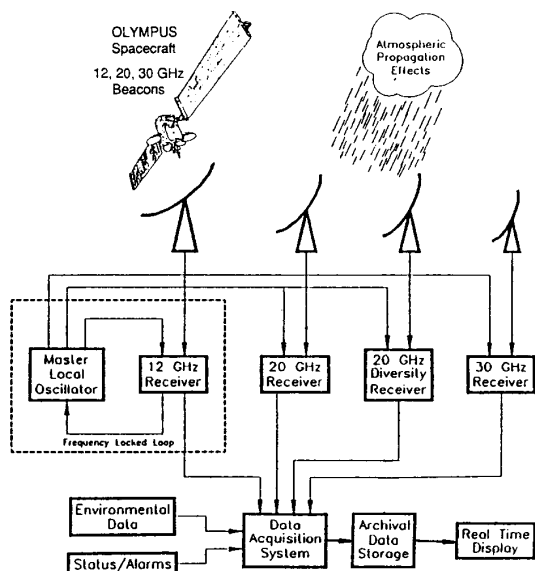 OLYMPUS
Spacecraft
12, 20, 30 GHz
Beacons
Atmospheric
Propagation
Effects
Master
Local
Oscillator
12 GHz
Receiver
20 GHz
Receiver
20 GHz
Diversity
Receiver
30 GHz
Receiver
Frequency Locked Loop
Environmental
Data
Status/Alarms
Data
Acquisition
System
Archival
Data
Storage
Real Time
Display